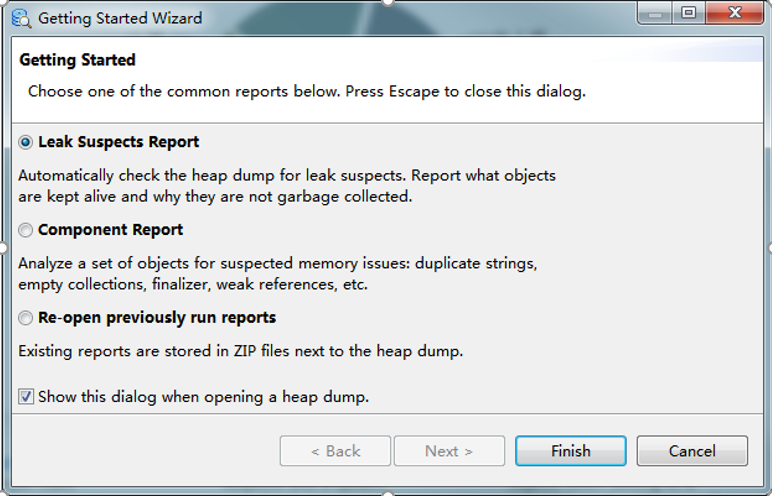 Getting Started Wizard
Getting Started
Choose one of the common reports below. Press Escape to close this dialog.
Leak Suspects Report
Automatically check the heap dump for leak suspects. Report what objects
are kept alive and why they are not garbage collected.
Component Report
Analyze a set of objects for suspected memory issues: duplicate strings,
empty collections, finalizer, weak references, etc.
Re-open previously run reports
Existing reports are stored in ZIP files next to the heap dump.
Show this dialog when opening a heap dump.
< Back Next > Finish Cancel